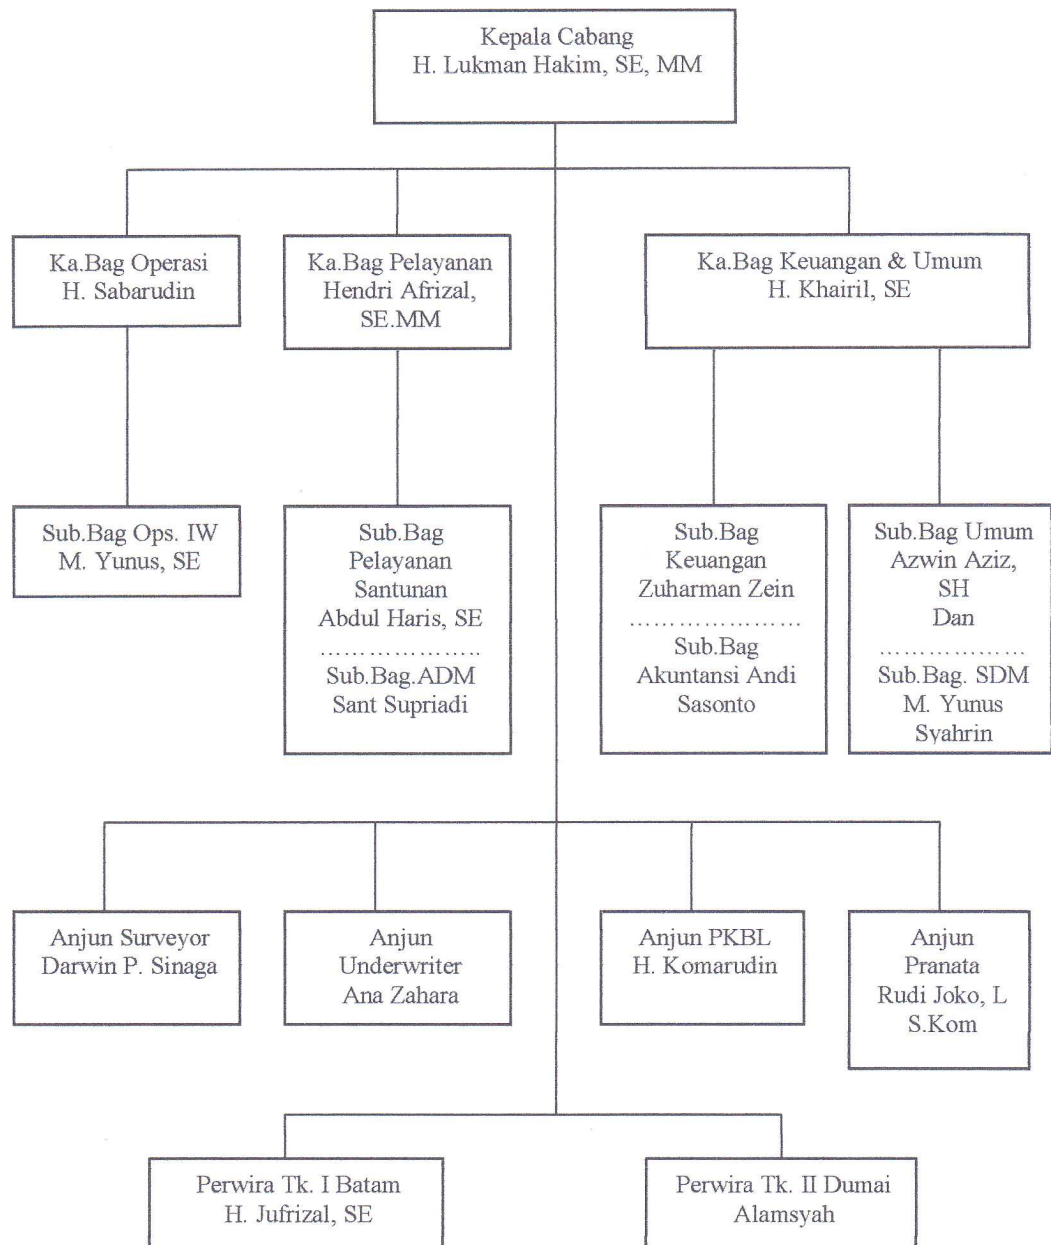 Kepala Cabang
H. Lukman Hakim, SE, MM
Ka.Bag Operasi
H. Sabarudin
Ka.Bag Pelayanan
Hendri Afrizal,
SE.MM
Ka.Bag Keuangan & Umum
H. Khairil, SE
Sub.Bag Ops. IW
M. Yunus, SE
Sub.Bag
Pelayanan
Santunan
Abdul Haris, SE
………………..
Sub.Bag.ADM
Sant Supriadi
Sub.Bag
Keuangan
Zuharman Zein
…………………
Sub.Bag
Akuntansi Andi
Sasonto
Sub.Bag Umum
Azwin Aziz,
SH
Dan
………………
Sub.Bag. SDM
M. Yunus
Syahrin
Anjun Surveyor
Darwin P. Sinaga
Anjun
Underwriter
Ana Zahara
Anjun PKBL
H. Komarudin
Anjun
Pranata
Rudi Joko, L
S.Kom
Perwira Tk. I Batam
H. Jufrizal, SE
Perwira Tk. II Dumai
Alamsyah